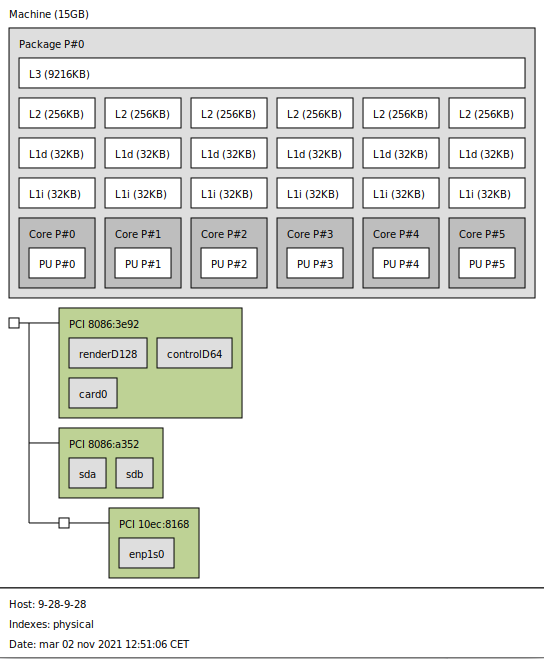 Machine (15GB)
Package P#0
L3 (9216KB)
L2 (256KB) L2 (256KB) L2 (256KB) L2 (256KB) L2 (256KB) L2 (256KB)
L1d (32KB) L1d (32KB) L1d (32KB) L1d (32KB) L1d (32KB) L1d (32KB)
L1i (32KB) L1i (32KB) L1i (32KB) L1i (32KB) L1i (32KB) L1i (32KB)
Core P#0 Core P#1 Core P#2 Core P#3 Core P#4 Core P#5
PU P#0 PU P#1 PU P#2 PU P#3 PU P#4 PU P#5
PCI 8086:3e92
renderD128 controlD64
card0
PCI 8086:a352
sda sdb
PCI 10ec:8168
enp1s0
Host: 9-28-9-28
Indexes: physical
Date: mar 02 nov 2021 12:51:06 CET